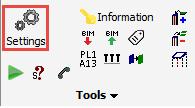 Information
Settings
BIM BIM
PL1
A13
S?
Tools